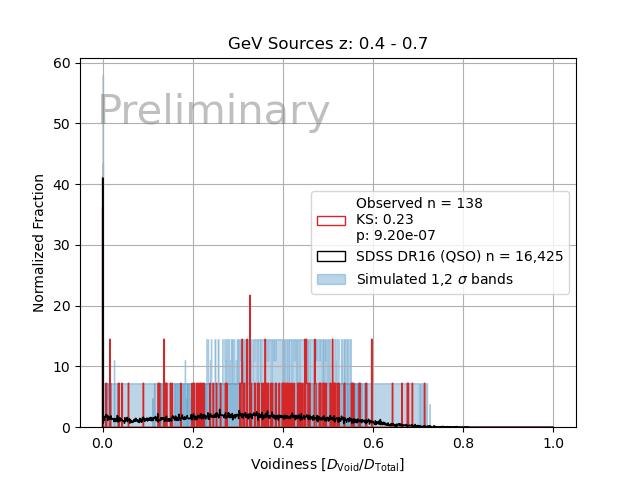 GeV Sources z: 0.4 - 0.7
Preliminary
Normalized Fraction
60
50
40
30
20
10
0
Observed n = 138
KS: 0.23
p: 9.20e-07
SDSS DR16 (QSO) n = 16,425
Simulated 1,2 σ bands
0.0 0.2 0.4 0.6 0.8 1.0
Voidiness [D_Void/D_Total]